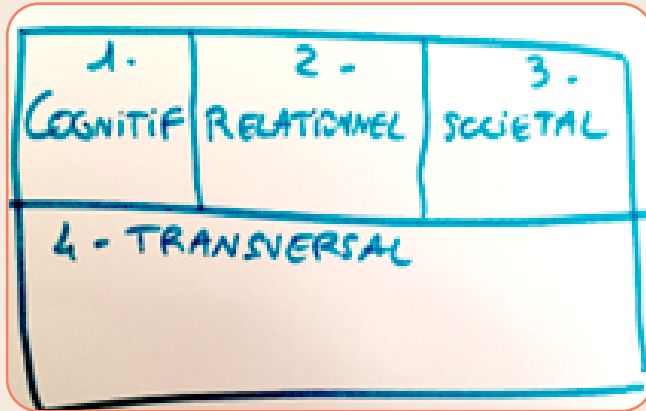 1.
COGNITIF
2 -
RELATIONNEL
3 -
SOCIETAL
4 - TRANSVERSAL